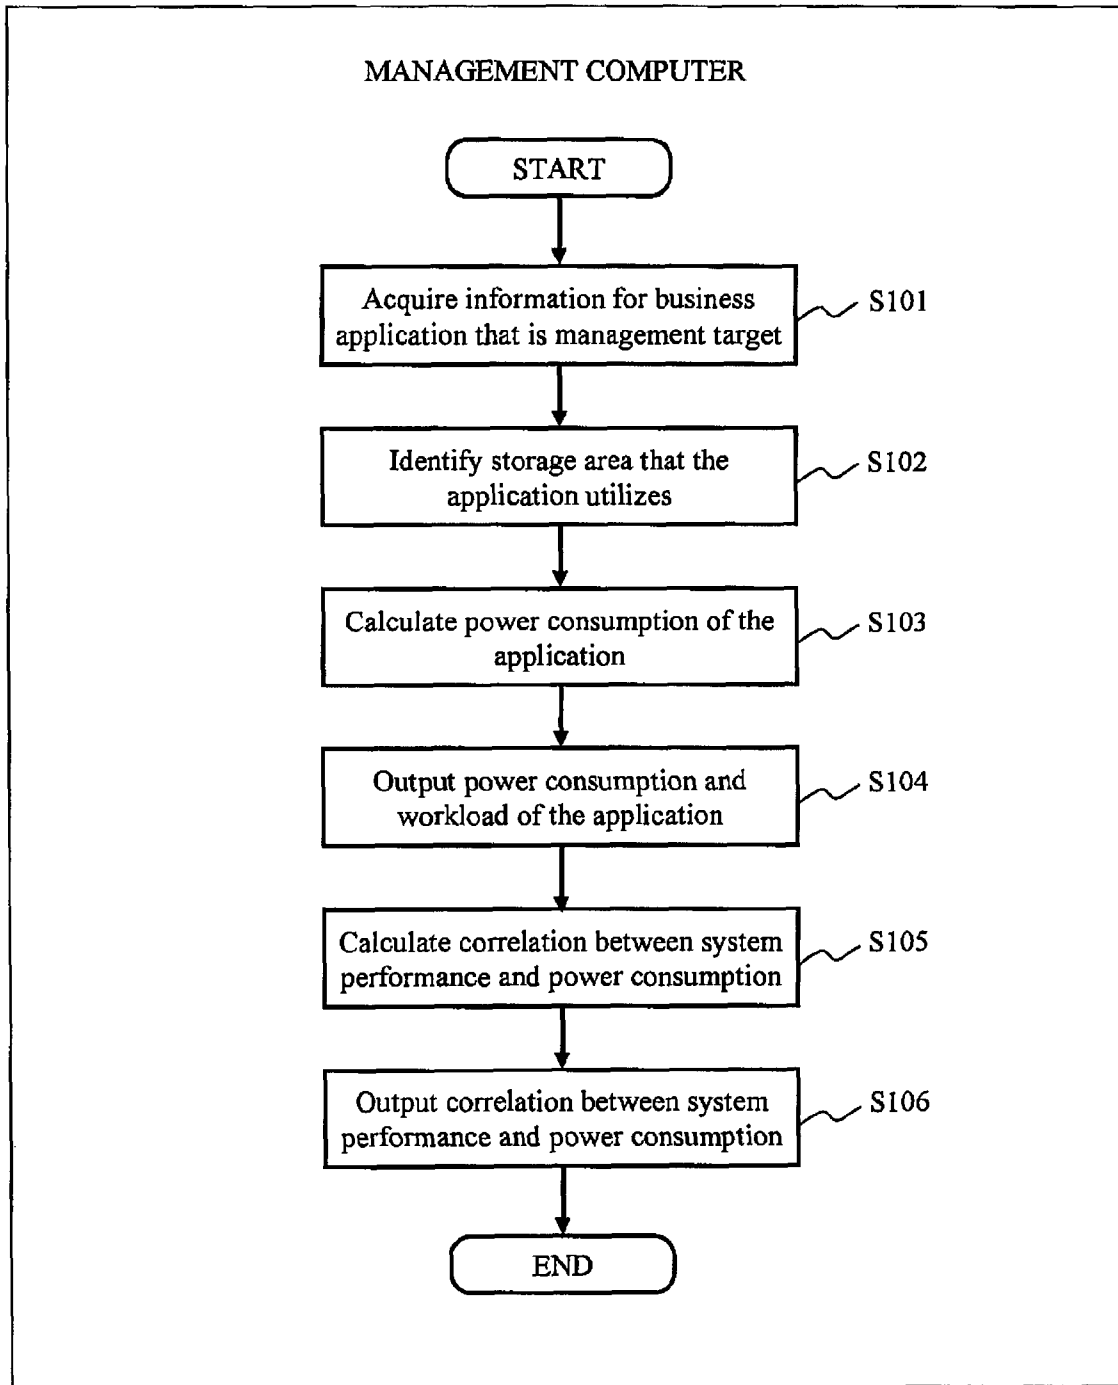 MANAGEMENT COMPUTER
START
Acquire information for business
application that is management target
S101
Identify storage area that the
application utilizes
S102
Calculate power consumption of the
application
S103
Output power consumption and
workload of the application
S104
Calculate correlation between system
performance and power consumption
S105
Output correlation between system
performance and power consumption
S106
END